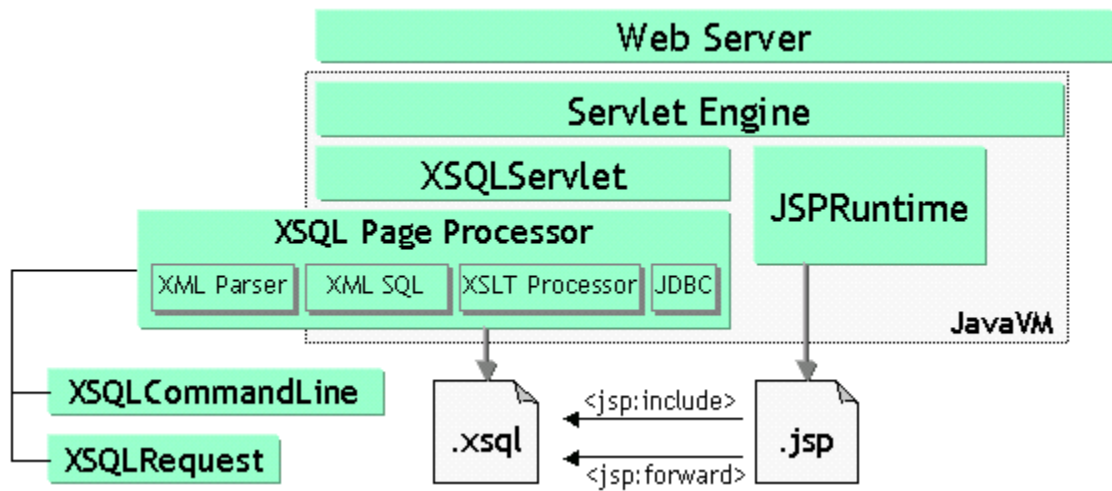 Web Server
Servlet Engine
XSQLServlet
JSPRuntime
XSQL Page Processor
XML Parser
XML SQL
XSLT Processor
JDBC
JavaVM
XSQLCommandLine
XSQLRequest
.xsql
<jsp:include>
<jsp:forward>
.jsp